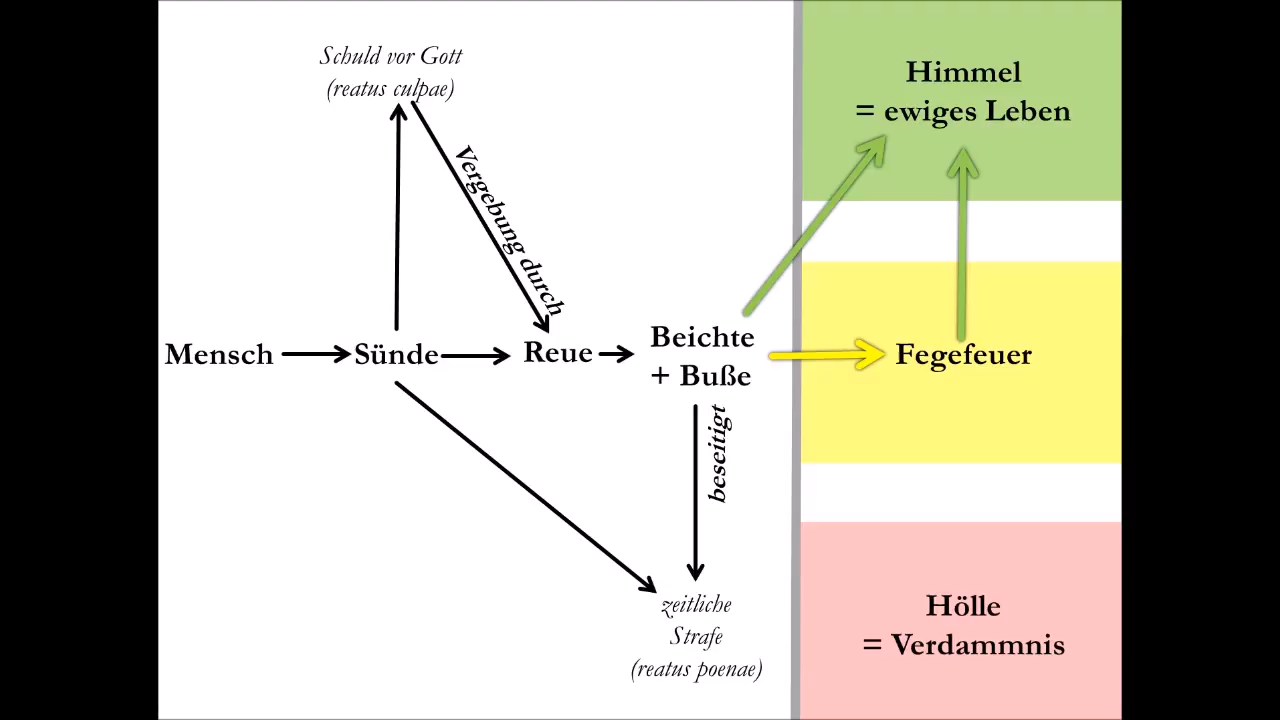 Schuld vor Gott
(reatus culpae)
Himmel
= ewiges Leben
Vergebung durch
Mensch
Sünde
Reue
Beichte
+ Buße
Fegefeuer
beseitigt
zeitliche
Strafe
(reatus poenae)
Hölle
= Verdammnis